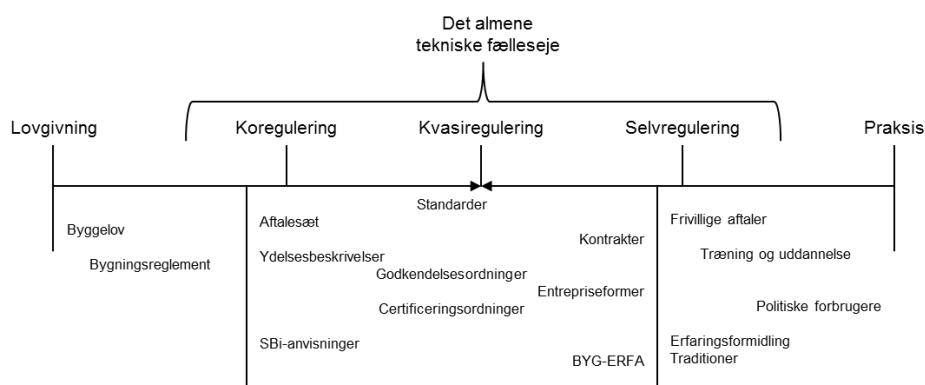 Det almene
tekniske fælleseje
Lovgivning
Koregulering
Kvasiregulering
Selvregulering
Praksis
Standarder
Aftalesæt
Frivillige aftaler
Byggelov
Kontrakter
Ydelsesbeskrivelser
Træning og uddannelse
Bygningsreglement
Godkendelsesordninger
Entrepriseformer
Certificeringsordninger
Politiske forbrugere
SBi-anvisninger
Erfaringsformidling
Traditioner
BYG-ERFA